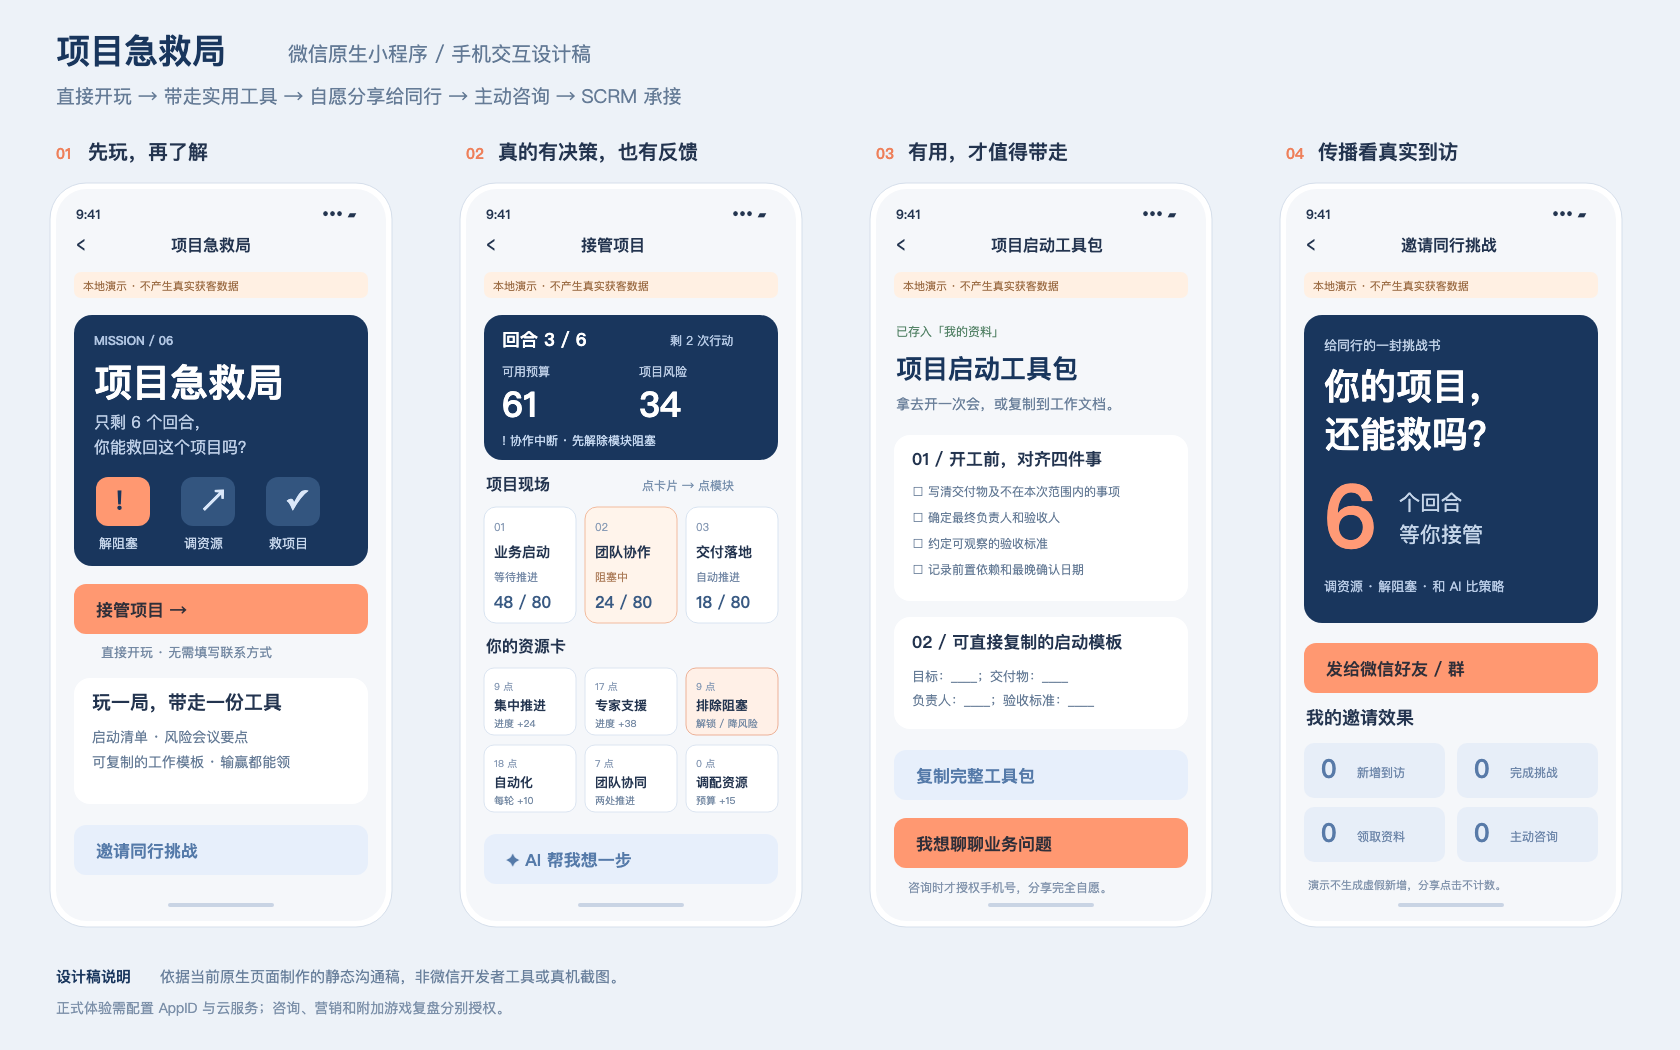 项目急救局 微信原生小程序 / 手机交互设计稿
直接开玩 → 带走实用工具 → 自愿分享给同行 → 主动咨询 → SCRM 承接
01 先玩，再了解
9:41
< 项目急救局
本地演示 · 不产生真实获客数据
MISSION / 06
项目急救局
只剩 6 个回合，
你能救回这个项目吗？
! ↗ ✓
解阻塞 调资源 救项目
接管项目 →
直接开玩 · 无需填写联系方式
玩一局，带走一份工具
启动清单 · 风险会议要点
可复制的工作模板 · 输赢都能领
邀请同行挑战
02 真的有决策，也有反馈
9:41
< 接管项目
本地演示 · 不产生真实获客数据
回合 3 / 6 剩 2 次行动
可用预算 项目风险
61 34
! 协作中断 · 先解除模块阻塞
项目现场 点卡片 → 点模块
01 02 03
业务启动 团队协作 交付落地
等待推进 阻塞中 自动推进
48 / 80 24 / 80 18 / 80
你的资源卡
9 点 17 点 9 点
集中推进 专家支援 排除阻塞
进度 +24 进度 +38 解锁 / 降风险
18 点 7 点 0 点
自动化 团队协同 调配资源
每轮 +10 两处推进 预算 +15
✦ AI 帮我想一步
03 有用，才值得带走
9:41
< 项目启动工具包
本地演示 · 不产生真实获客数据
已存入「我的资料」
项目启动工具包
拿去开一次会，或复制到工作文档。
01 / 开工前，对齐四件事
☐ 写清交付物及不在本次范围内的事项
☐ 确定最终负责人和验收人
☐ 约定可观察的验收标准
☐ 记录前置依赖和最晚确认日期
02 / 可直接复制的启动模板
目标：____；交付物：____
负责人：____；验收标准：____
复制完整工具包
我想聊聊业务问题
咨询时才授权手机号，分享完全自愿。
04 传播看真实到访
9:41
< 邀请同行挑战
本地演示 · 不产生真实获客数据
给同行的一封挑战书
你的项目，
还能救吗？
6 个回合
等你接管
调资源 · 解阻塞 · 和 AI 比策略
发给微信好友 / 群
我的邀请效果
0 新增到访 0 完成挑战
0 领取资料 0 主动咨询
演示不生成虚假新增，分享点击不计数。
设计稿说明 依据当前原生页面制作的静态沟通稿，非微信开发者工具或真机截图。
正式体验需配置 AppID 与云服务；咨询、营销和附加游戏复盘分别授权。